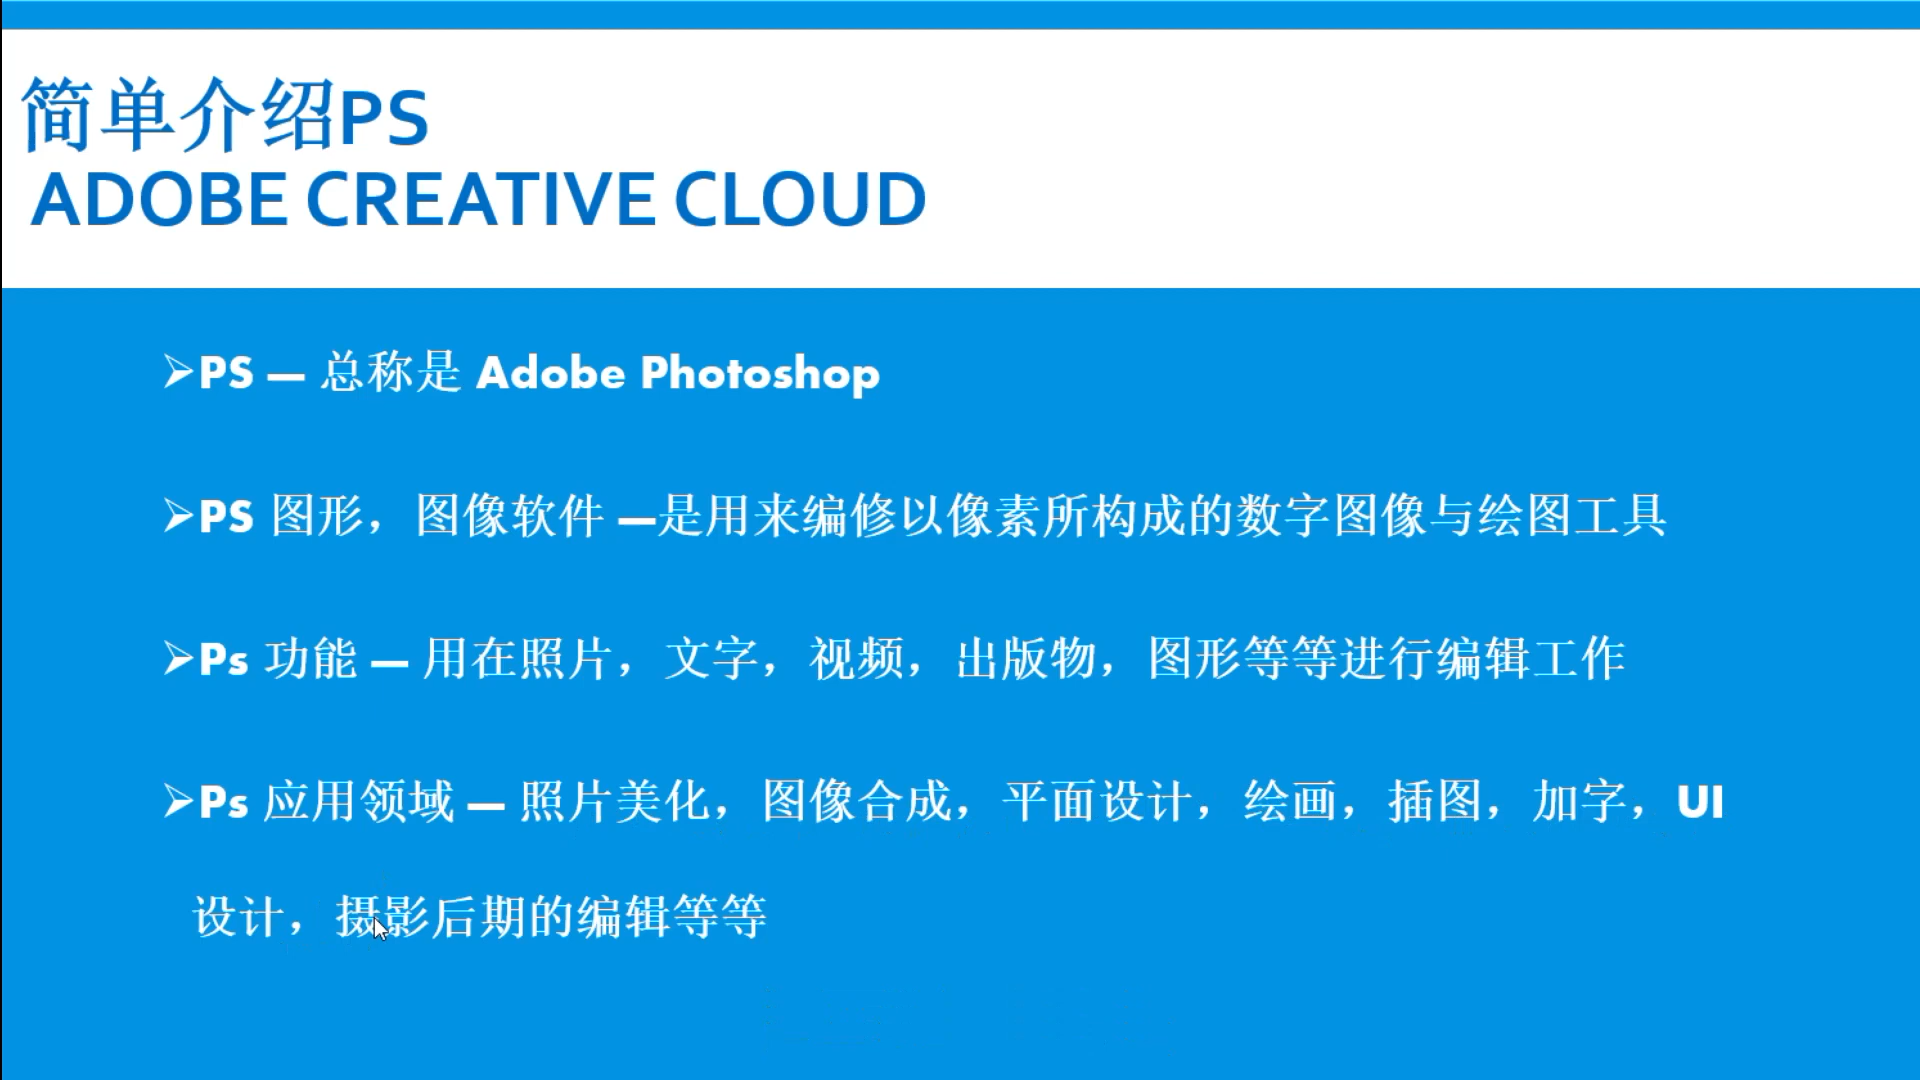 简单介绍PS
ADOBE CREATIVE CLOUD
➢PS — 总称是 Adobe Photoshop
➢PS 图形，图像软件 —是用来编修以像素所构成的数字图像与绘图工具
➢Ps 功能 — 用在照片，文字，视频，出版物，图形等等进行编辑工作
➢Ps 应用领域 — 照片美化，图像合成，平面设计，绘画，插图，加字，UI
设计，摄影后期的编辑等等